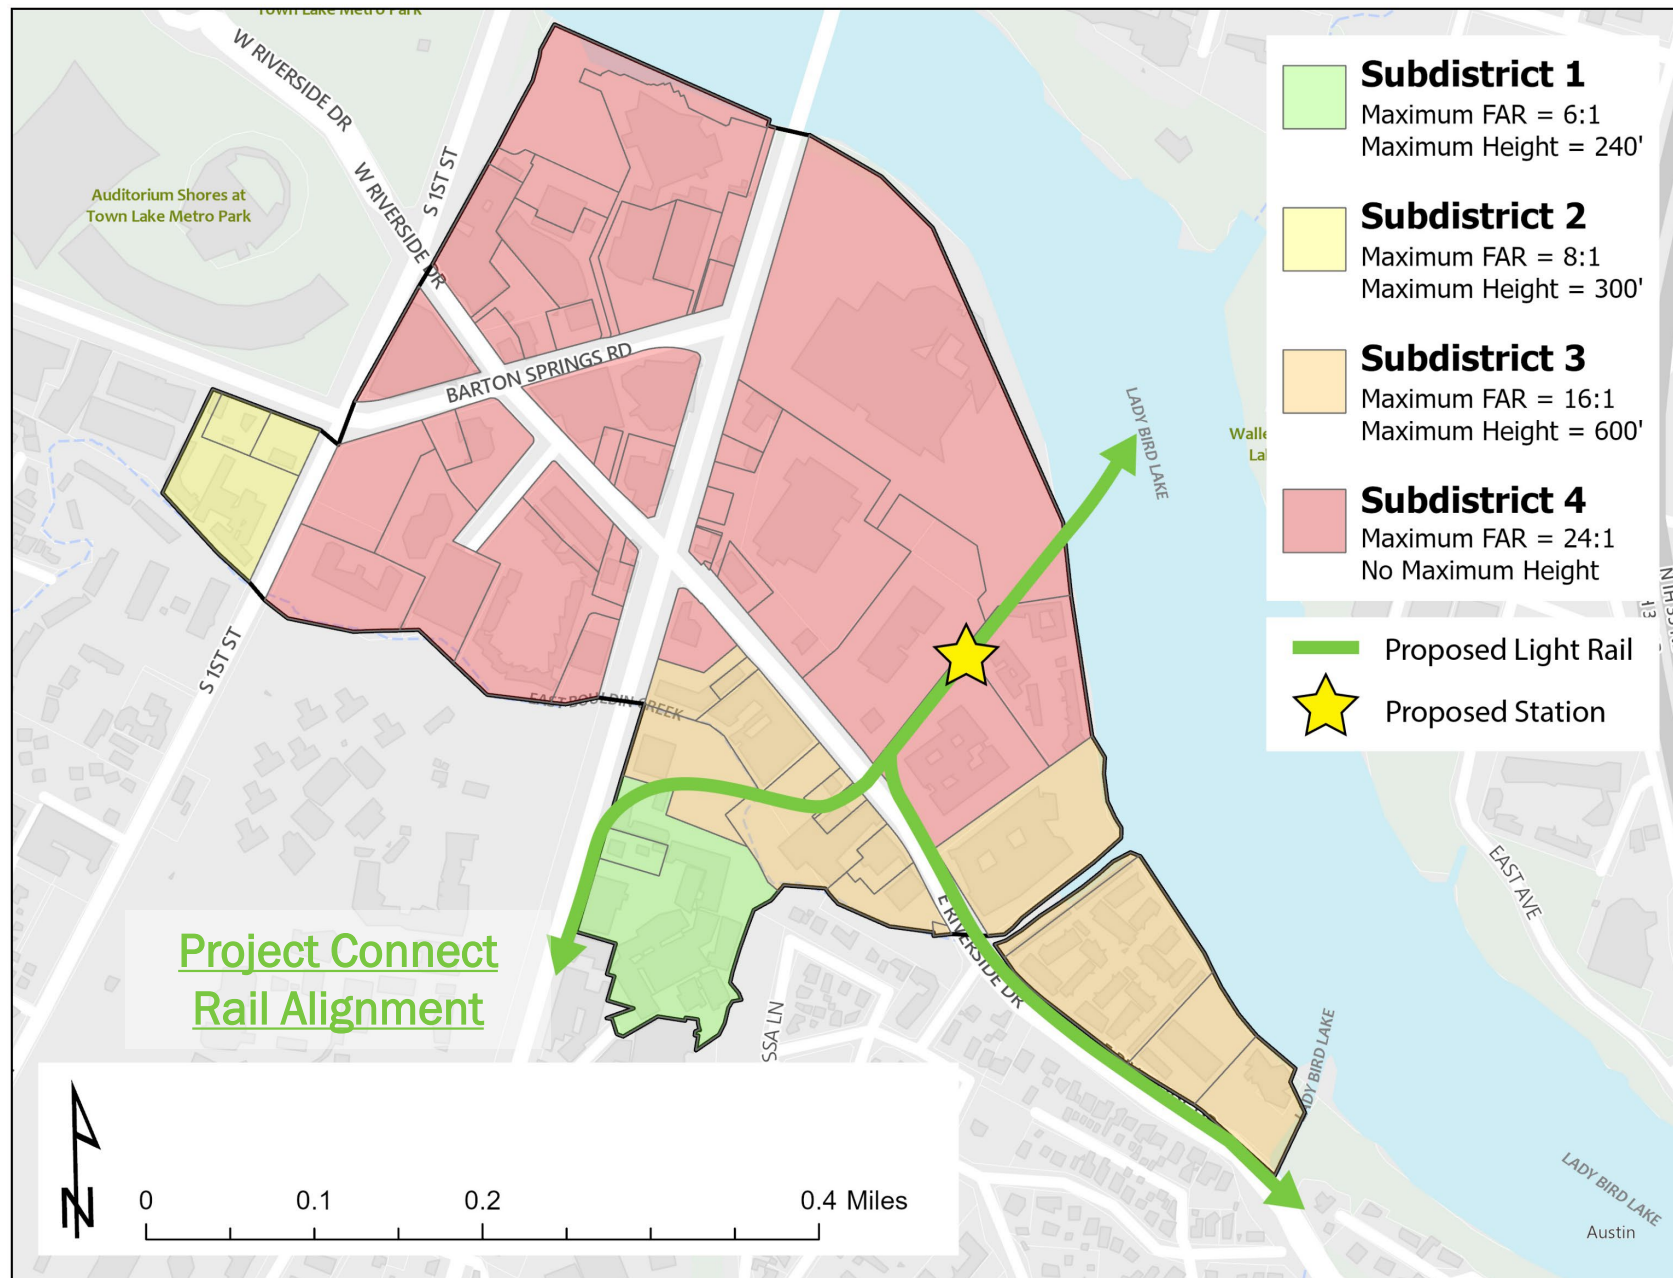 Town Lake Metro Park
W RIVERSIDE DR
S 1ST ST
W RIVERSIDE DR
Auditorium Shores at
Town Lake Metro Park
BARTON SPRINGS RD
S 1ST ST
EAST BOULDIN CREEK
LADY BIRD LAKE
E RIVERSIDE DR
EAST AVE
LADY BIRD LAKE
LADY BIRD LAKE
Austin
Subdistrict 1
Maximum FAR = 6:1
Maximum Height = 240'
Subdistrict 2
Maximum FAR = 8:1
Maximum Height = 300'
Subdistrict 3
Maximum FAR = 16:1
Maximum Height = 600'
Subdistrict 4
Maximum FAR = 24:1
No Maximum Height
Proposed Light Rail
Proposed Station
Project Connect
Rail Alignment
SSA LN
N
0 0.1 0.2 0.4 Miles